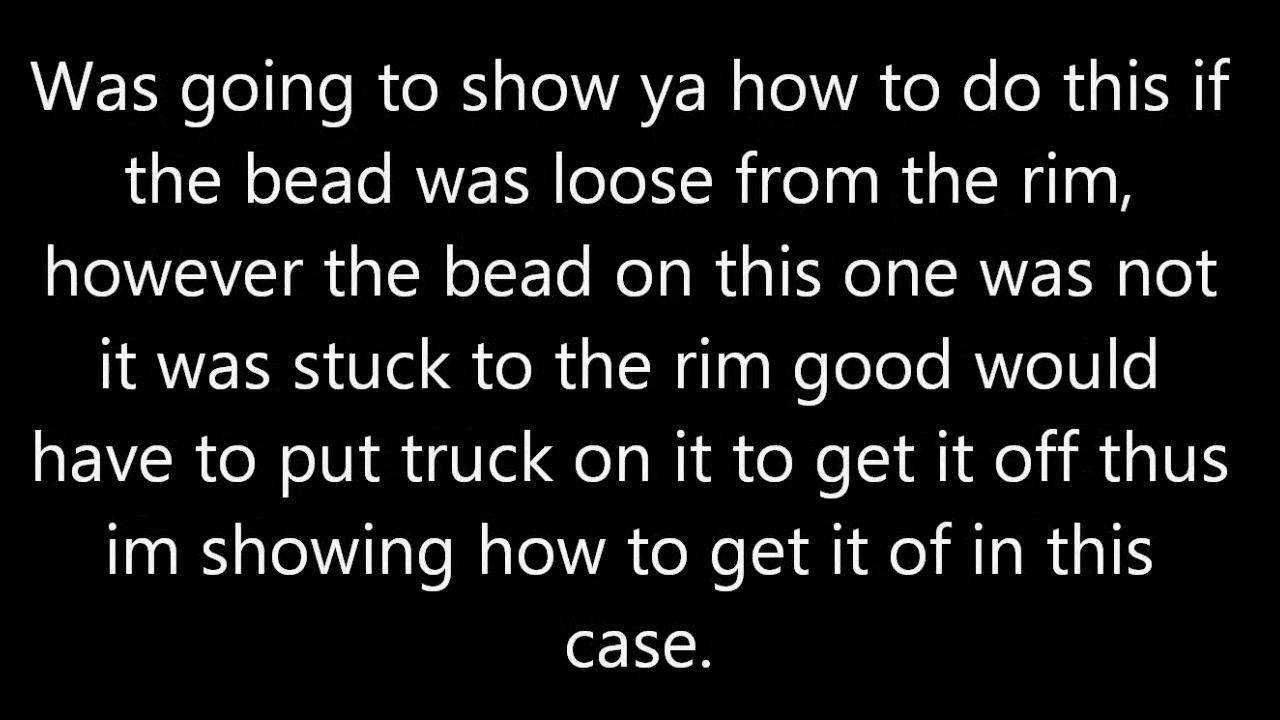 Was going to show ya how to do this if
the bead was loose from the rim,
however the bead on this one was not
it was stuck to the rim good would
have to put truck on it to get it off thus
im showing how to get it of in this
case.